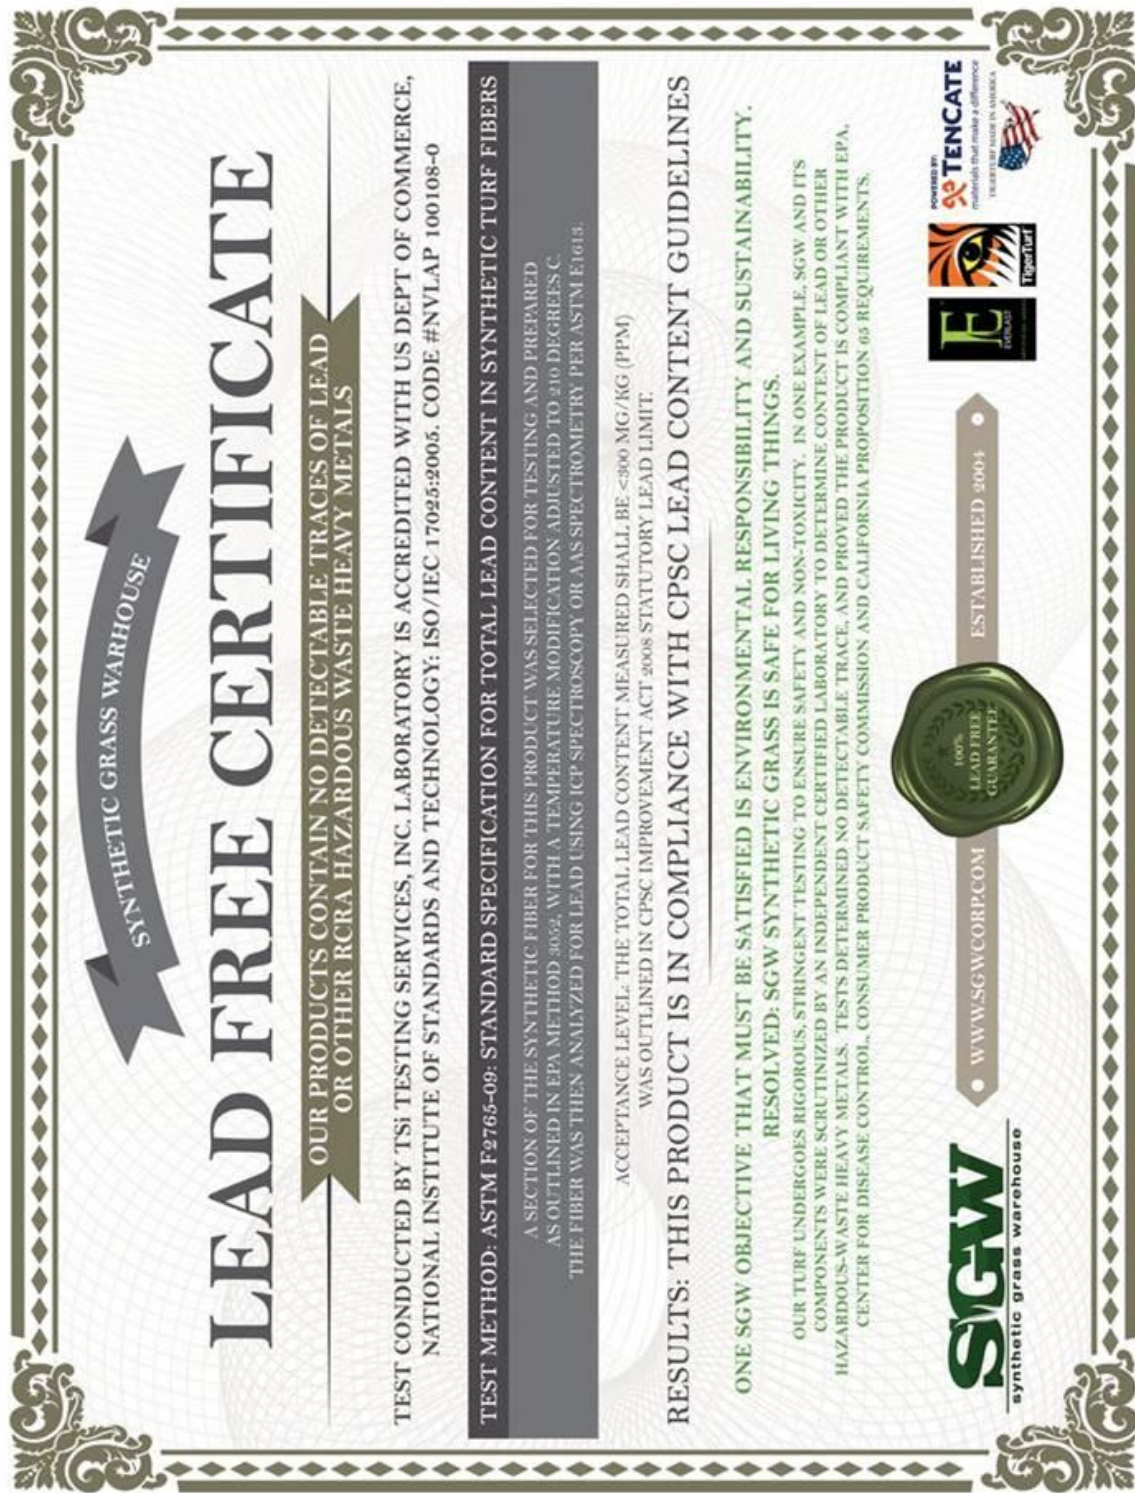 SYNTHETIC GRASS WARHOUSE
LEAD FREE CERTIFICATE
OUR PRODUCTS CONTAIN NO DETECTABLE TRACES OF LEAD
OR OTHER RCRA HAZARDOUS WASTE HEAVY METALS
TEST CONDUCTED BY TSi TESTING SERVICES, INC. LABORATORY IS ACCREDITED WITH US DEPT OF COMMERCE,
NATIONAL INSTITUTE OF STANDARDS AND TECHNOLOGY: ISO/IEC 17025:2005. CODE #NVLAP 100108-0
TEST METHOD: ASTM F2765-09: STANDARD SPECIFICATION FOR TOTAL LEAD CONTENT IN SYNTHETIC TURF FIBERS
A SECTION OF THE SYNTHETIC FIBER FOR THIS PRODUCT WAS SELECTED FOR TESTING AND PREPARED
AS OUTLINED IN EPA METHOD 3052, WITH A TEMPERATURE MODIFICATION ADJUSTED TO 210 DEGREES C.
THE FIBER WAS THEN ANALYZED FOR LEAD USING ICP SPECTROSCOPY OR AAS SPECTROMETRY PER ASTM E1613.
ACCEPTANCE LEVEL: THE TOTAL LEAD CONTENT MEASURED SHALL BE <300 MG/KG (PPM)
WAS OUTLINED IN CPSC IMPROVEMENT ACT 2008 STATUTORY LEAD LIMIT.
RESULTS: THIS PRODUCT IS IN COMPLIANCE WITH CPSC LEAD CONTENT GUIDELINES
ONE SGW OBJECTIVE THAT MUST BE SATISFIED IS ENVIRONMENTAL RESPONSIBILITY AND SUSTAINABILITY.
RESOLVED: SGW SYNTHETIC GRASS IS SAFE FOR LIVING THINGS.
OUR TURF UNDERGOES RIGOROUS, STRINGENT TESTING TO ENSURE SAFETY AND NON-TOXICITY. IN ONE EXAMPLE, SGW AND ITS
COMPONENTS WERE SCRUTINIZED BY AN INDEPENDENT CERTIFIED LABORATORY TO DETERMINE CONTENT OF LEAD OR OTHER
HAZARDOUS-WASTE HEAVY METALS. TESTS DETERMINED NO DETECTABLE TRACE, AND PROVED THE PRODUCT IS COMPLIANT WITH EPA,
CENTER FOR DISEASE CONTROL, CONSUMER PRODUCT SAFETY COMMISSION AND CALIFORNIA PROPOSITION 65 REQUIREMENTS.
SGW
synthetic grass warehouse
WWW.SGWCORP.COM
100%
LEAD FREE
GUARANTEE
ESTABLISHED 2004
E
EVERLAST
TigerTurf
POWERED BY:
TENCATE
materials that make a difference
TIGERTURF MADE IN AMERICA